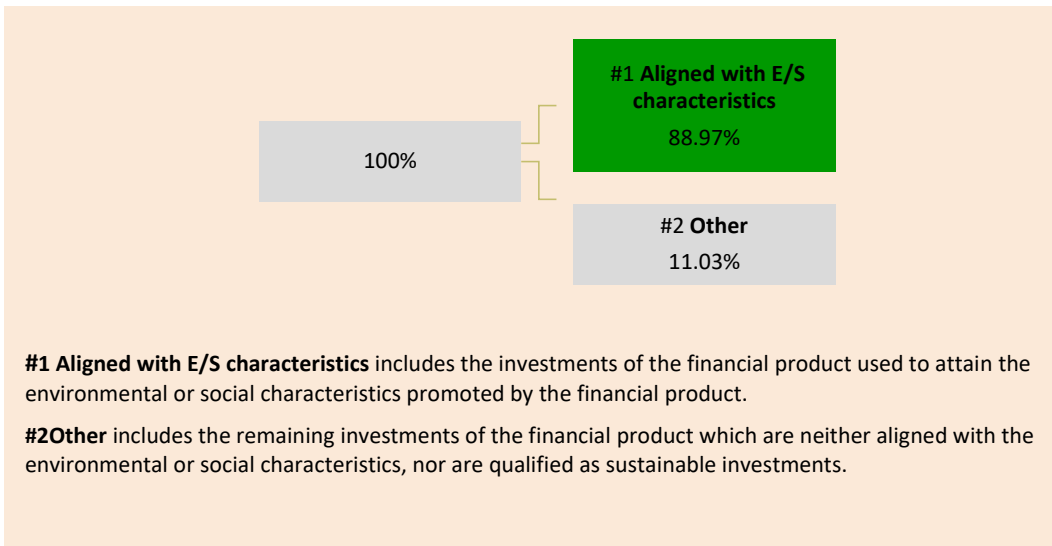 #1 Aligned with E/S
characteristics
88.97%
100%
#2 Other
11.03%
#1 Aligned with E/S characteristics includes the investments of the financial product used to attain the
environmental or social characteristics promoted by the financial product.
#2Other includes the remaining investments of the financial product which are neither aligned with the
environmental or social characteristics, nor are qualified as sustainable investments.